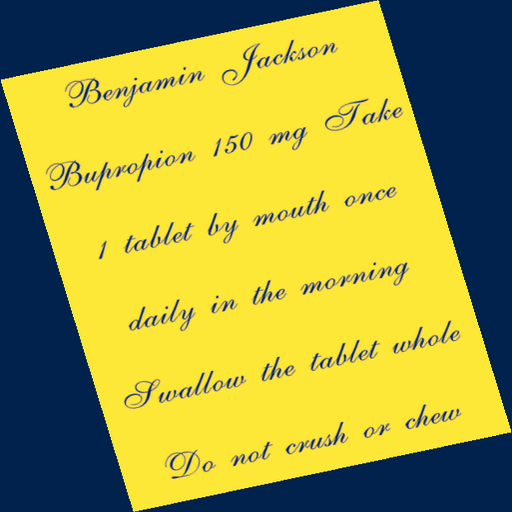 Benjamin Jackson
Bupropion 150 mg Take
1 tablet by mouth once
daily in the morning
Swallow the tablet whole
Do not crush or chew